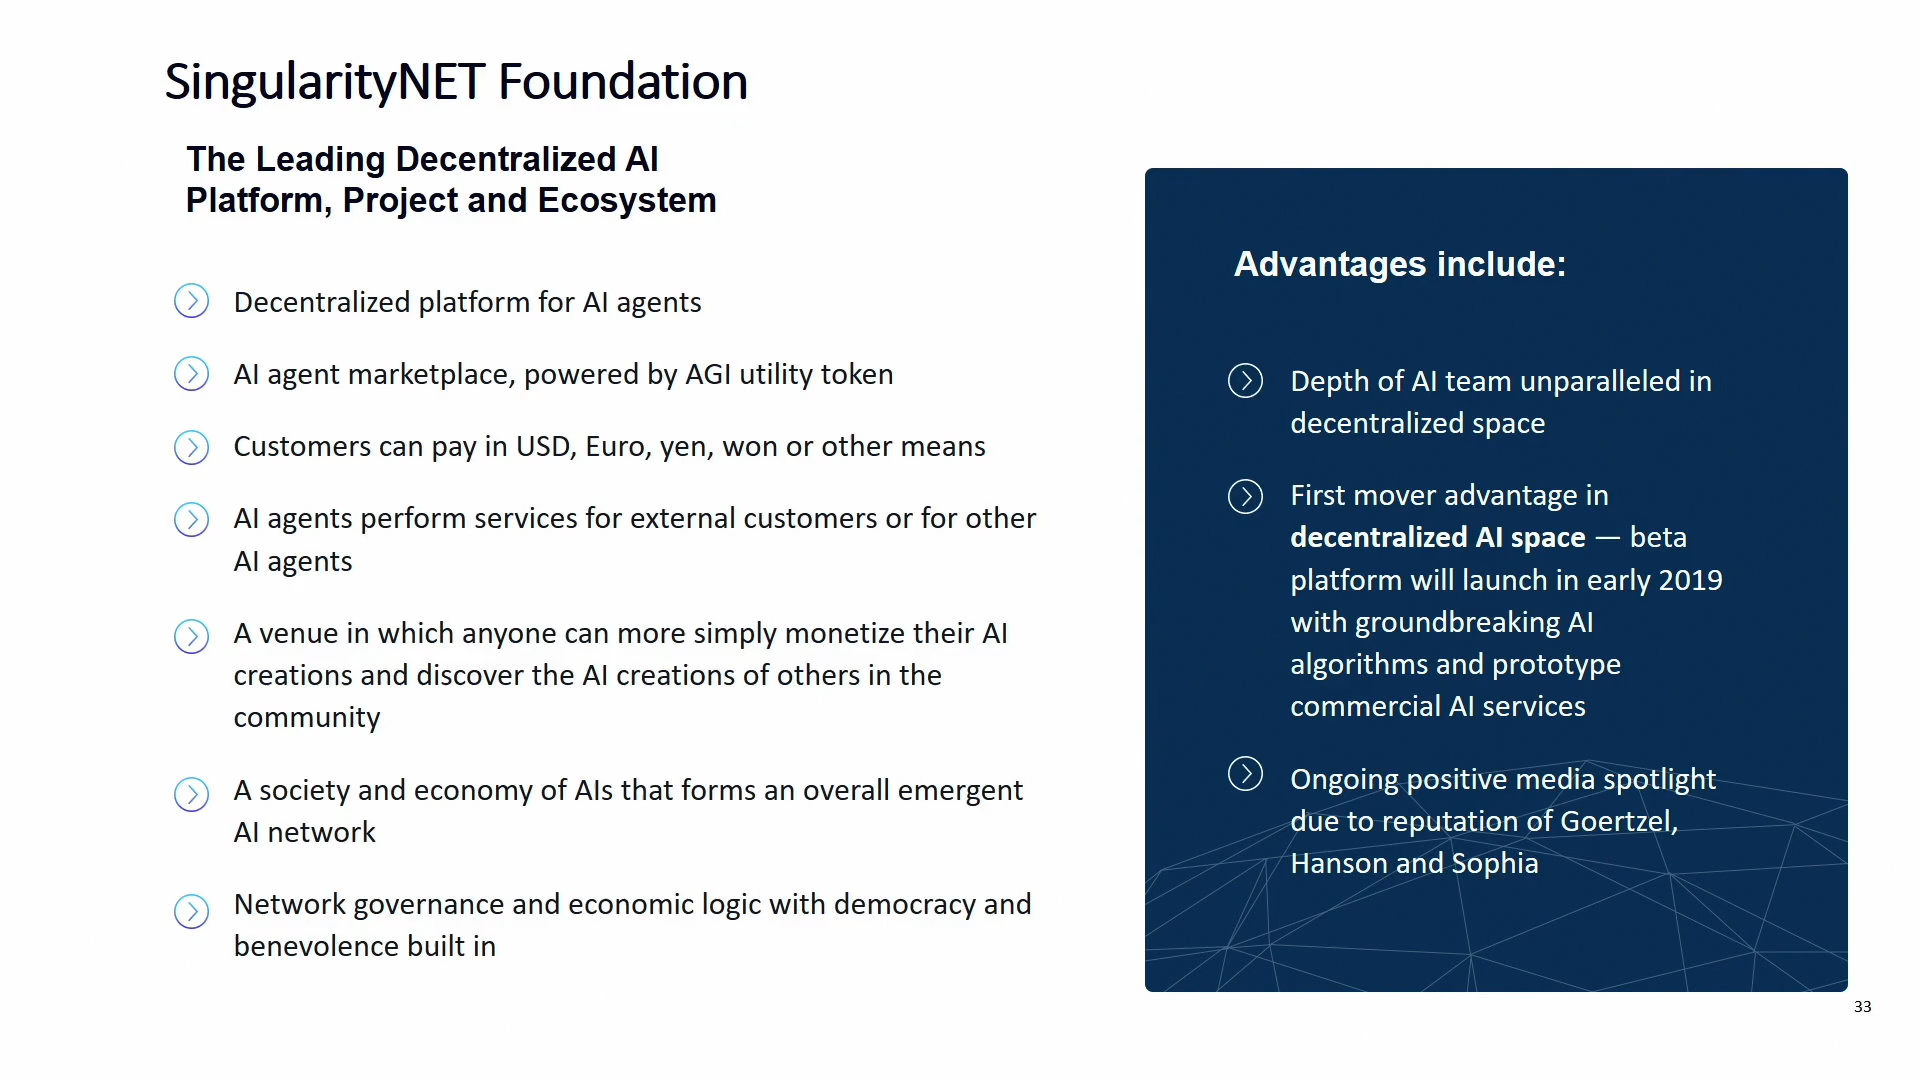 SingularityNET Foundation
The Leading Decentralized AI
Platform, Project and Ecosystem
Decentralized platform for AI agents
AI agent marketplace, powered by AGI utility token
Customers can pay in USD, Euro, yen, won or other means
AI agents perform services for external customers or for other
AI agents
A venue in which anyone can more simply monetize their AI
creations and discover the AI creations of others in the
community
A society and economy of AIs that forms an overall emergent
AI network
Network governance and economic logic with democracy and
benevolence built in
Advantages include:
Depth of AI team unparalleled in
decentralized space
First mover advantage in
decentralized AI space — beta
platform will launch in early 2019
with groundbreaking AI
algorithms and prototype
commercial AI services
Ongoing positive media spotlight
due to reputation of Goertzel,
Hanson and Sophia
33